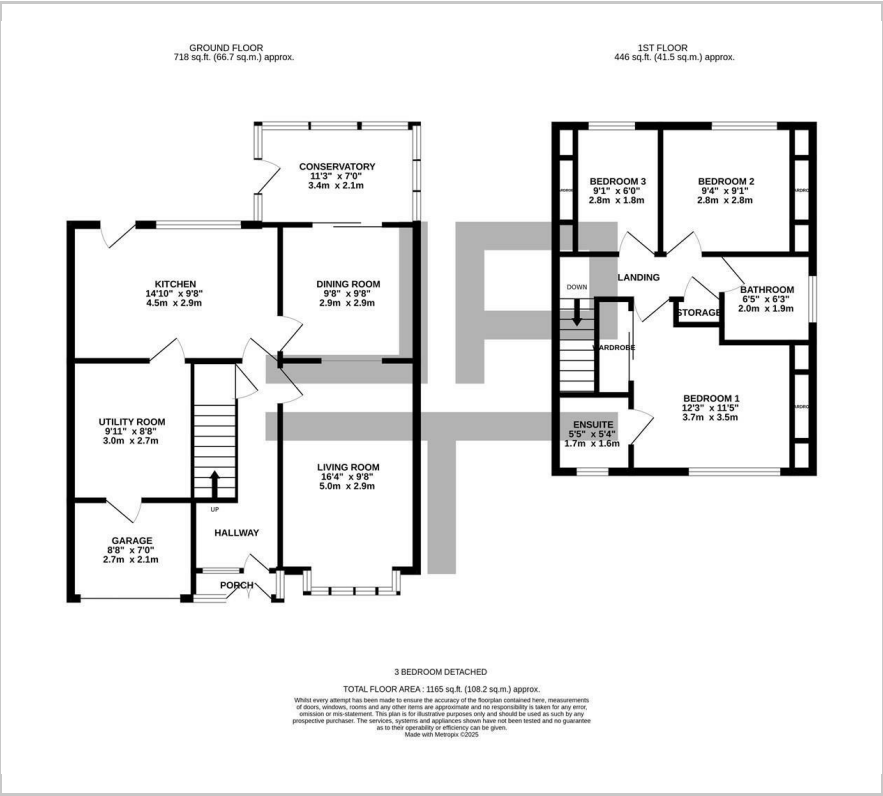 GROUND FLOOR
718 sq.ft. (66.7 sq.m.) approx.
1ST FLOOR
446 sq.ft. (41.5 sq.m.) approx.
CONSERVATORY
11'3" x 7'0"
3.4m x 2.1m
KITCHEN
14'10" x 9'8"
4.5m x 2.9m
DINING ROOM
9'8" x 9'8"
2.9m x 2.9m
UTILITY ROOM
9'11" x 8'8"
3.0m x 2.7m
LIVING ROOM
16'4" x 9'8"
5.0m x 2.9m
UP
HALLWAY
GARAGE
8'8" x 7'0"
2.7m x 2.1m
PORCH
BEDROOM 3
9'1" x 6'0"
2.8m x 1.8m
BEDROOM 2
9'4" x 9'1"
2.8m x 2.8m
LANDING
DOWN
BATHROOM
6'5" x 6'3"
2.0m x 1.9m
STORAGE
WARDROBE
BEDROOM 1
12'3" x 11'5"
3.7m x 3.5m
ENSUITE
5'5" x 5'4"
1.7m x 1.6m
3 BEDROOM DETACHED
TOTAL FLOOR AREA : 1165 sq.ft. (108.2 sq.m.) approx.
Whilst every attempt has been made to ensure the accuracy of the floorplan contained here, measurements
of doors, windows, rooms and any other items are approximate and no responsibility is taken for any error,
omission or mis-statement. This plan is for illustrative purposes only and should be used as such by any
prospective purchaser. The services, systems and appliances shown have not been tested and no guarantee
as to their operability or efficiency can be given.
Made with Metropix ©2025